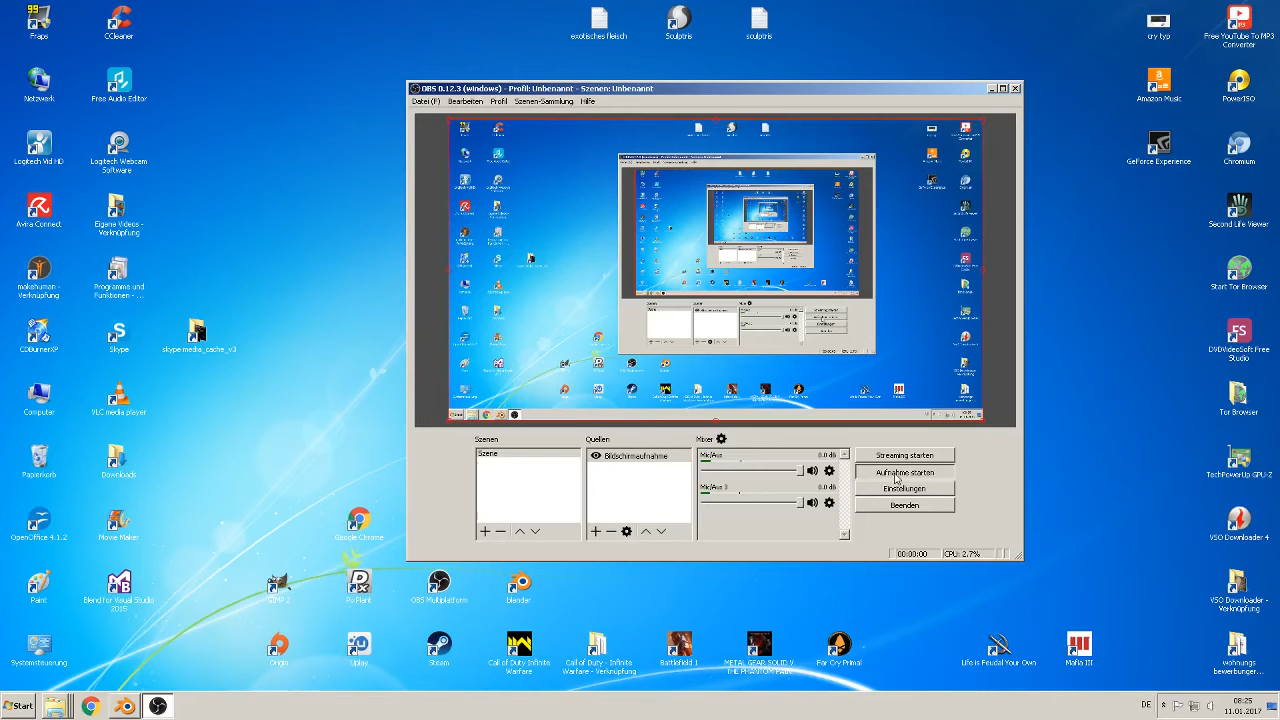 99
Fraps
CCleaner
exotisches fleisch
Sculptris
sculptris
cry typ
Free YouTube To MP3
Converter
Netzwerk
Free Audio Editor
Amazon Music
PowerISO
Logitech Vid HD
Logitech Webcam
Software
GeForce Experience
Chromium
Avira Connect
Eigene Videos -
Verknüpfung
Second Life Viewer
makehuman -
Verknüpfung
Programme und
Funktionen - ...
Start Tor Browser
CDBurnerXP
Skype
skype media_cache_v3
DVDVideoSoft Free
Studio
Computer
VLC media player
Tor Browser
Papierkorb
Downloads
TechPowerUp GPU-Z
OpenOffice 4.1.2
Movie Maker
Google Chrome
VSO Downloader 4
Paint
Blend for Visual Studio
2015
GIMP 2
PxPlant
OBS Multiplatform
blender
VSO Downloader -
Verknüpfung
Systemsteuerung
Origin
Uplay
Steam
Call of Duty Infinite
Warfare
Call of Duty - Infinite
Warfare - Verknüpfung
Battlefield 1
METAL GEAR SOLID V
THE PHANTOM PAIN
Far Cry Primal
Life is Feudal Your Own
Mafia III
wohnungs
bewerbunger...
OBS 0.12.3 (windows) - Profil: Unbenannt - Szenen: Unbenannt
Datei (F) Bearbeiten Profil Szenen-Sammlung Hilfe
Szenen
Szene
Quellen
Bildschirmaufnahme
Mixer
Mic/Aux 0.0 dB
Mic/Aux 3 0.0 dB
Streaming starten
Aufnahme starten
Einstellungen
Beenden
00:00:00 CPU: 2.7%
Start
DE
08:25
11.01.2017